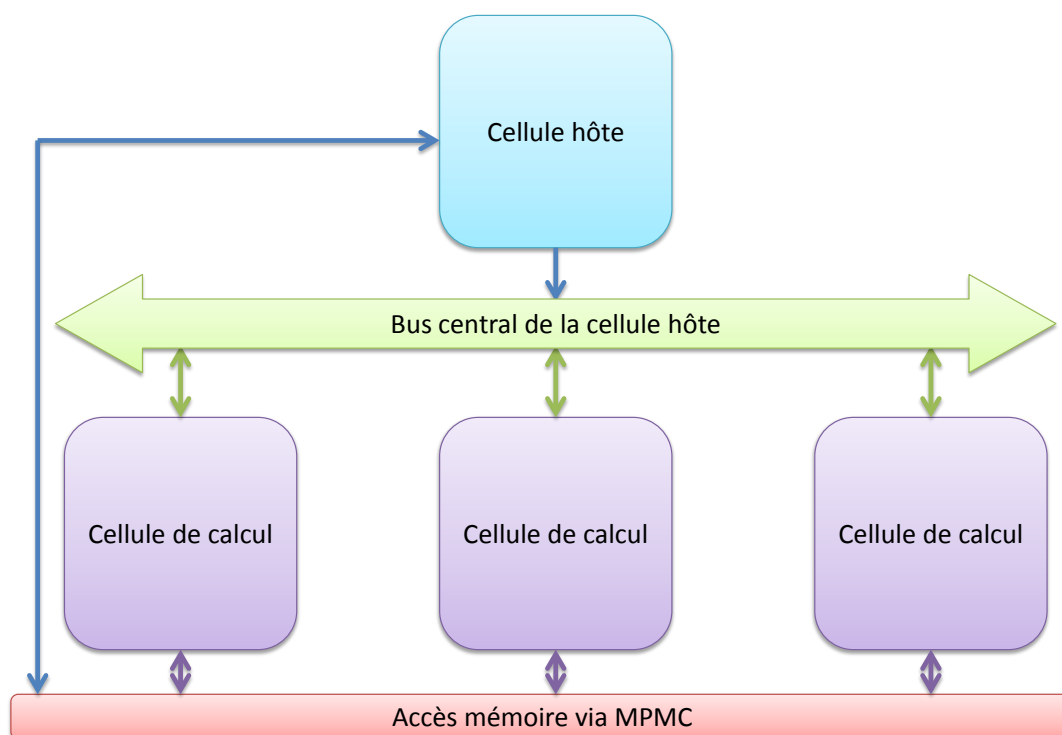 Cellule hôte
Bus central de la cellule hôte
Cellule de calcul
Cellule de calcul
Cellule de calcul
Accès mémoire via MPMC